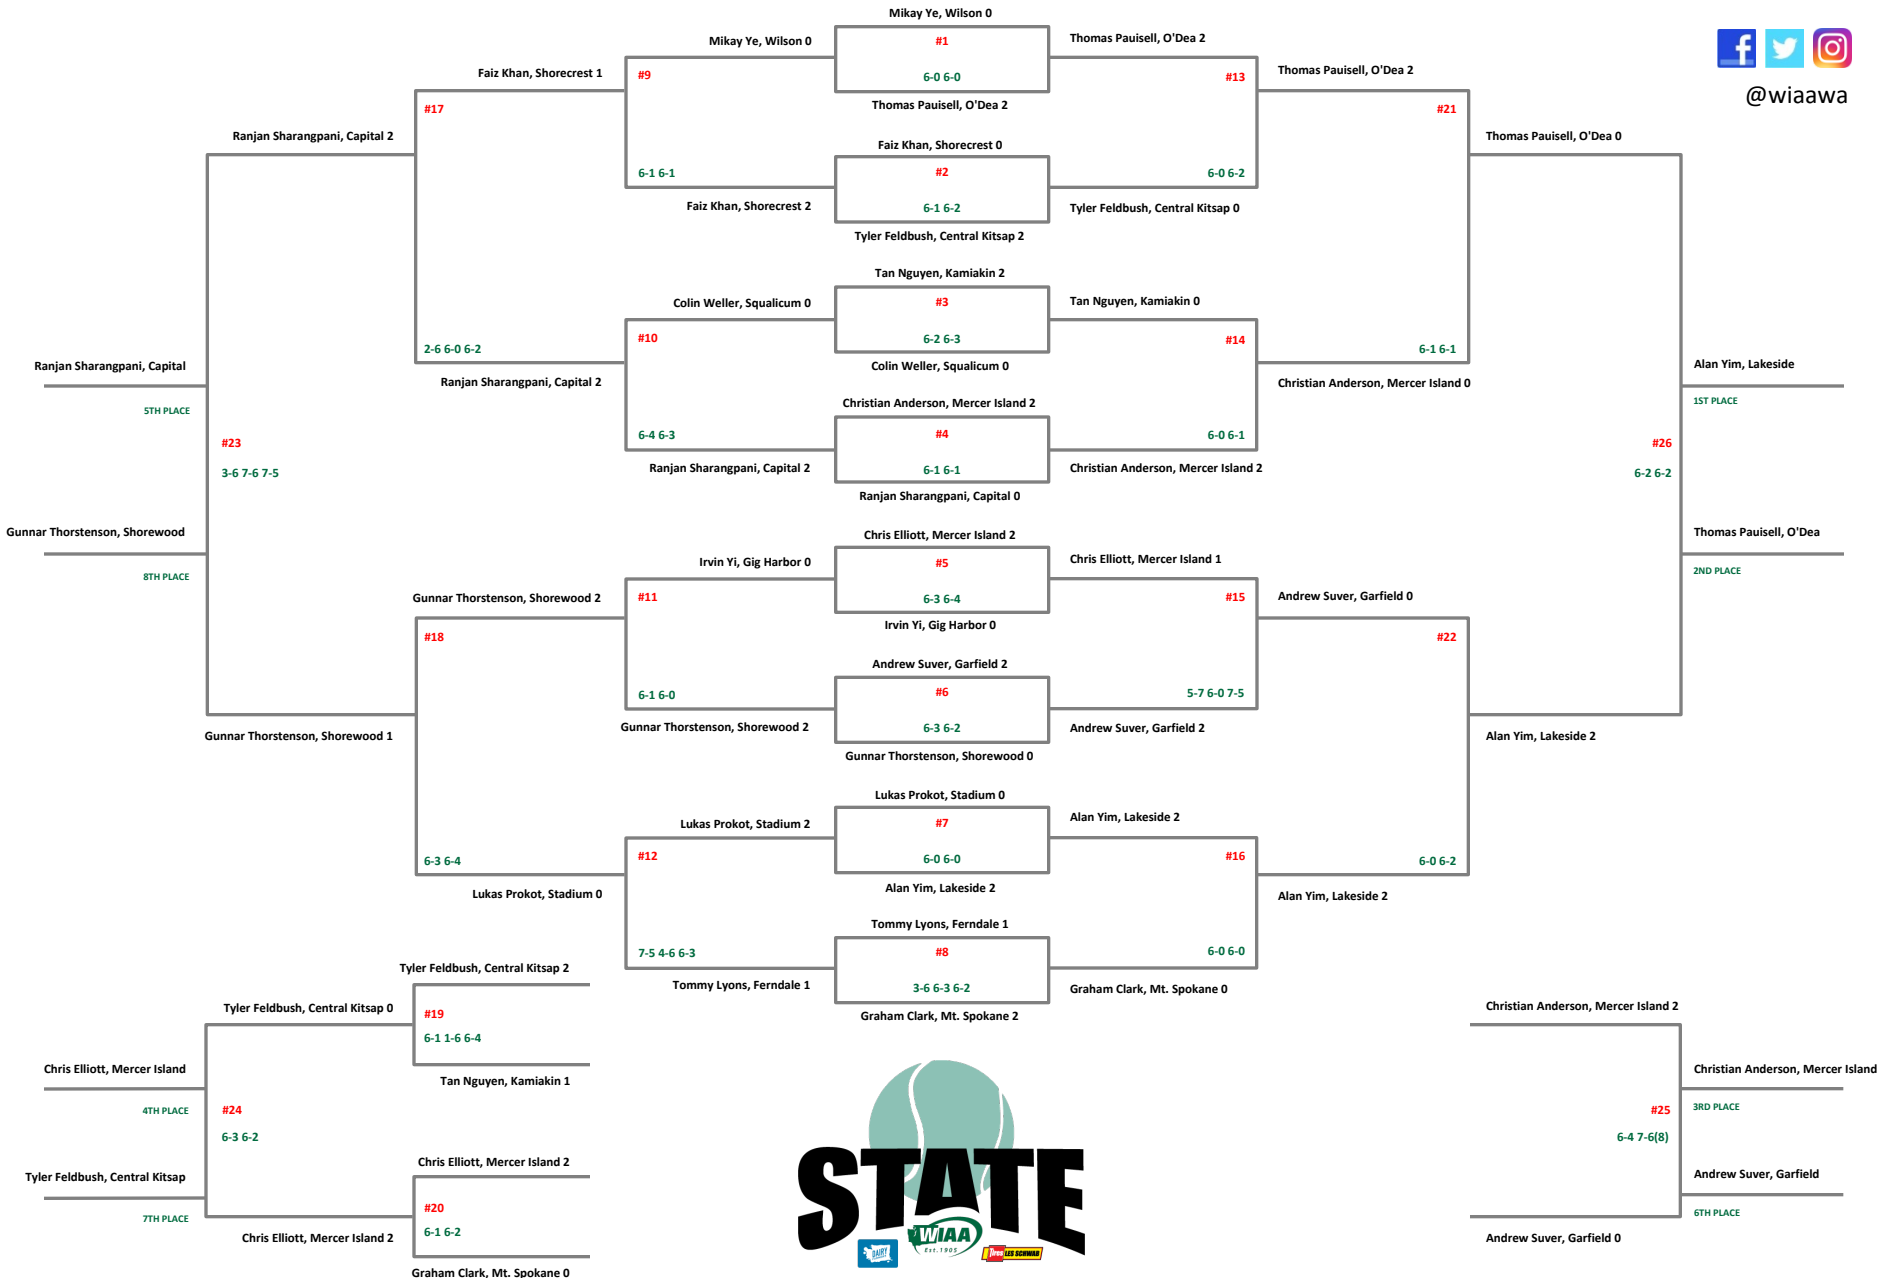 Mikay Ye, Wilson 0
Mikay Ye, Wilson 0
#1
Thomas Pauisell, O'Dea 2
Faiz Khan, Shorecrest 1
#9
6-0 6-0
#13
Thomas Pauisell, O'Dea 2
@wiaawa
#17
Thomas Pauisell, O'Dea 2
#21
Ranjan Sharangpani, Capital 2
Faiz Khan, Shorecrest 0
Thomas Pauisell, O'Dea 0
6-1 6-1
#2
6-0 6-2
Faiz Khan, Shorecrest 2
6-1 6-2
Tyler Feldbush, Central Kitsap 0
Tyler Feldbush, Central Kitsap 2
Tan Nguyen, Kamiakin 2
Colin Weller, Squalicum 0
#3
Tan Nguyen, Kamiakin 0
#10
6-2 6-3
#14
2-6 6-0 6-2
6-1 6-1
Ranjan Sharangpani, Capital
Colin Weller, Squalicum 0
Alan Yim, Lakeside
Ranjan Sharangpani, Capital 2
Christian Anderson, Mercer Island 0
5TH PLACE
Christian Anderson, Mercer Island 2
1ST PLACE
#23
6-4 6-3
#4
6-0 6-1
#26
3-6 7-6 7-5
Ranjan Sharangpani, Capital 2
6-1 6-1
Christian Anderson, Mercer Island 2
6-2 6-2
Ranjan Sharangpani, Capital 0
Gunnar Thorstenson, Shorewood
Chris Elliott, Mercer Island 2
Thomas Pauisell, O'Dea
Irvin Yi, Gig Harbor 0
#5
Chris Elliott, Mercer Island 1
8TH PLACE
2ND PLACE
Gunnar Thorstenson, Shorewood 2
#11
6-3 6-4
#15
Andrew Suver, Garfield 0
#18
Irvin Yi, Gig Harbor 0
#22
Andrew Suver, Garfield 2
6-1 6-0
#6
5-7 6-0 7-5
Gunnar Thorstenson, Shorewood 2
6-3 6-2
Andrew Suver, Garfield 2
Gunnar Thorstenson, Shorewood 1
Gunnar Thorstenson, Shorewood 0
Alan Yim, Lakeside 2
Lukas Prokot, Stadium 0
Lukas Prokot, Stadium 2
#7
Alan Yim, Lakeside 2
6-3 6-4
#12
6-0 6-0
#16
6-0 6-2
Lukas Prokot, Stadium 0
Alan Yim, Lakeside 2
Alan Yim, Lakeside 2
Tommy Lyons, Ferndale 1
7-5 4-6 6-3
#8
6-0 6-0
Tyler Feldbush, Central Kitsap 2
Tommy Lyons, Ferndale 1
3-6 6-3 6-2
Graham Clark, Mt. Spokane 0
Tyler Feldbush, Central Kitsap 0
#19
Graham Clark, Mt. Spokane 2
Christian Anderson, Mercer Island 2
6-1 1-6 6-4
Chris Elliott, Mercer Island
Tan Nguyen, Kamiakin 1
Christian Anderson, Mercer Island
4TH PLACE
#24
#25
3RD PLACE
6-3 6-2
6-4 7-6(8)
Tyler Feldbush, Central Kitsap
Chris Elliott, Mercer Island 2
Andrew Suver, Garfield
7TH PLACE
#20
6TH PLACE
Chris Elliott, Mercer Island 2
6-1 6-2
Andrew Suver, Garfield 0
Graham Clark, Mt. Spokane 0
STATE
WIAA
Est. 1905
DAIRY
Tires LES SCHWAB